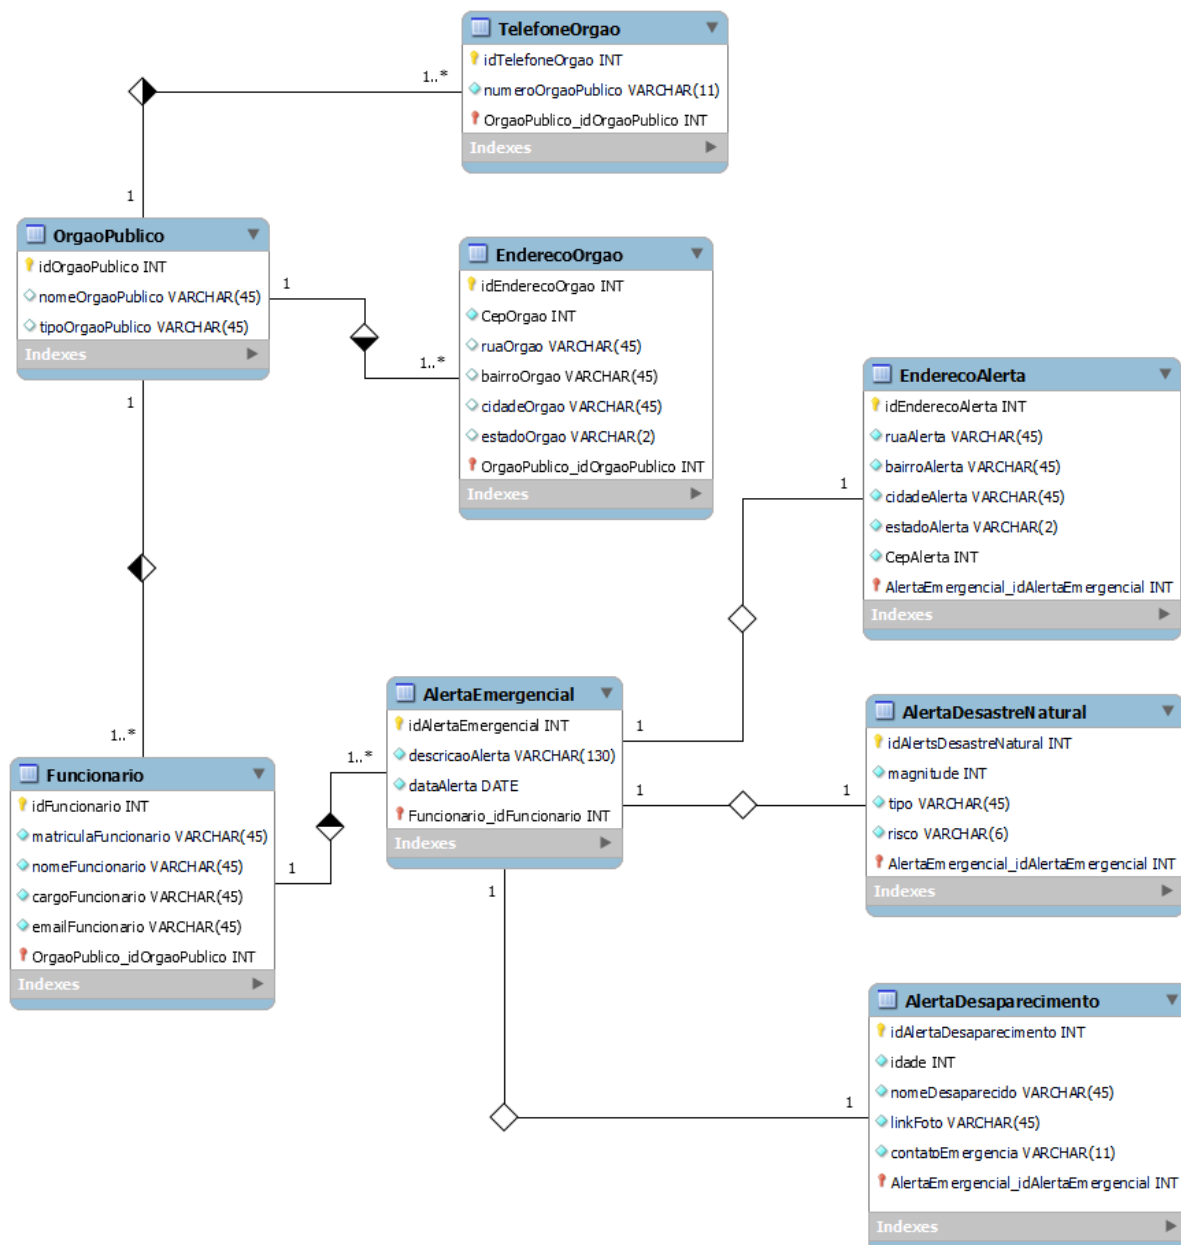 TelefoneOrgao
idTelefoneOrgao INT
numeroOrgaoPublico VARCHAR(11)
OrgaoPublico_idOrgaoPublico INT
Indexes
1..*
1
OrgaoPublico
idOrgaoPublico INT
nomeOrgaoPublico VARCHAR(45)
tipoOrgaoPublico VARCHAR(45)
Indexes
1
1..*
EnderecoOrgao
idEnderecoOrgao INT
CepOrgao INT
ruaOrgao VARCHAR(45)
bairroOrgao VARCHAR(45)
cidadeOrgao VARCHAR(45)
estadoOrgao VARCHAR(2)
OrgaoPublico_idOrgaoPublico INT
Indexes
1
1..*
EnderecoAlerta
idEnderecoAlerta INT
ruaAlerta VARCHAR(45)
bairroAlerta VARCHAR(45)
cidadeAlerta VARCHAR(45)
estadoAlerta VARCHAR(2)
CepAlerta INT
AlertaEmergencial_idAlertaEmergencial INT
Indexes
1
1
Funcionario
idFuncionario INT
matriculaFuncionario VARCHAR(45)
nomeFuncionario VARCHAR(45)
cargoFuncionario VARCHAR(45)
emailFuncionario VARCHAR(45)
OrgaoPublico_idOrgaoPublico INT
Indexes
1
1..*
AlertaEmergencial
idAlertaEmergencial INT
descricaoAlerta VARCHAR(130)
dataAlerta DATE
Funcionario_idFuncionario INT
Indexes
1
1
AlertaDesastreNatural
idAlertsDesastreNatural INT
magnitude INT
tipo VARCHAR(45)
risco VARCHAR(6)
AlertaEmergencial_idAlertaEmergencial INT
Indexes
1
1
AlertaDesaparecimento
idAlertaDesaparecimento INT
idade INT
nomeDesaparecido VARCHAR(45)
linkFoto VARCHAR(45)
contatoEmergencia VARCHAR(11)
AlertaEmergencial_idAlertaEmergencial INT
Indexes